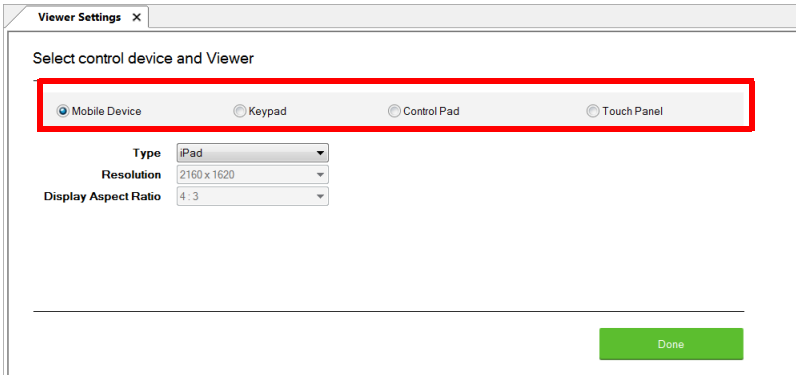 Viewer Settings X
Select control device and Viewer
Mobile Device Keypad Control Pad Touch Panel
Type iPad
Resolution 2160 x 1620
Display Aspect Ratio 4 : 3
Done